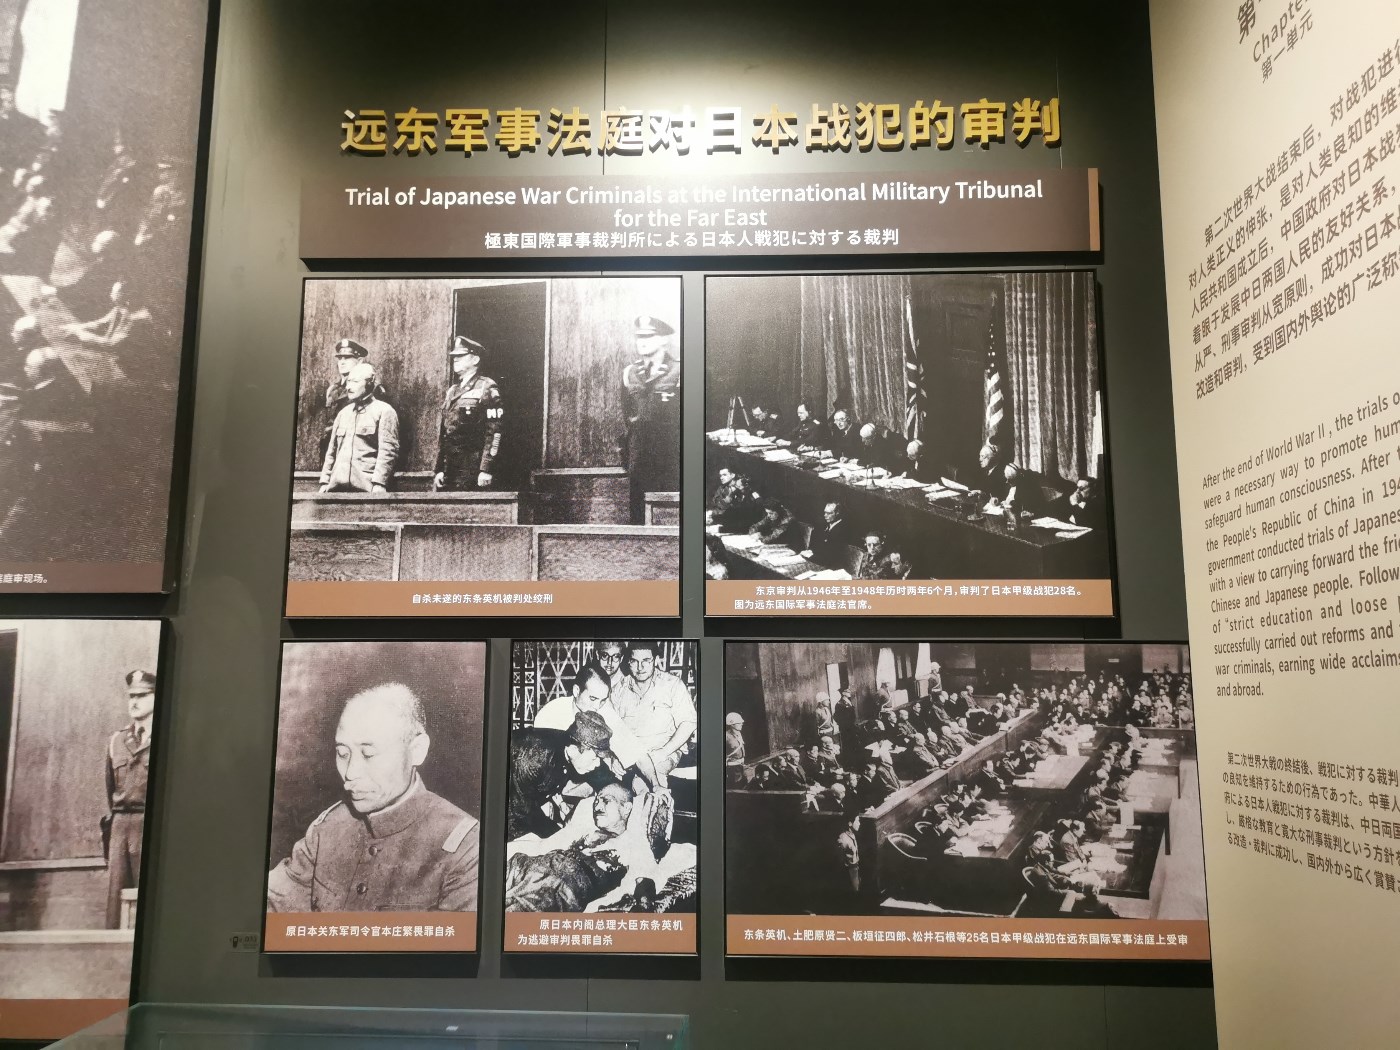 远东军事法庭对日本战犯的审判
Trial of Japanese War Criminals at the International Military Tribunal
for the Far East
極東国際軍事裁判所による日本人戦犯に対する裁判
庭审现场。
自杀未遂的东条英机被判处绞刑
东京审判从1946年至1948年历时两年6个月，审判了日本甲级战犯28名。
图为远东国际军事法庭法官席。
原日本关东军司令官本庄繁畏罪自杀
原日本内阁总理大臣东条英机
为逃避审判畏罪自杀
东条英机、土肥原贤二、板垣征四郎、松井石根等25名日本甲级战犯在远东国际军事法庭上受审
第
Chapter
第一単元
第二次世界大战结束后，对战犯进行
对人类正义的伸张，是对人类良知的维
人民共和国成立后，中国政府对日本战
着眼于发展中日两国人民的友好关系，
从严、刑事审判从宽原则，成功对日本
改造和审判，受到国内外舆论的广泛称
After the end of World War II, the trials o
were a necessary way to promote hum
safeguard human consciousness. After t
the People's Republic of China in 194
government conducted trials of Japanes
with a view to carrying forward the frie
Chinese and Japanese people. Follow
of "strict education and loose
successfully carried out reforms and
war criminals, earning wide acclaims
and abroad.
第二次世界大戦の終結後、戦犯に対する裁判
の良知を維持するための行為であった。中華人
府による日本人戦犯に対する裁判は、中日両国
し、厳格な教育と寛大な刑事裁判という方針
る改造・裁判に成功し、国内外から広く賞賛